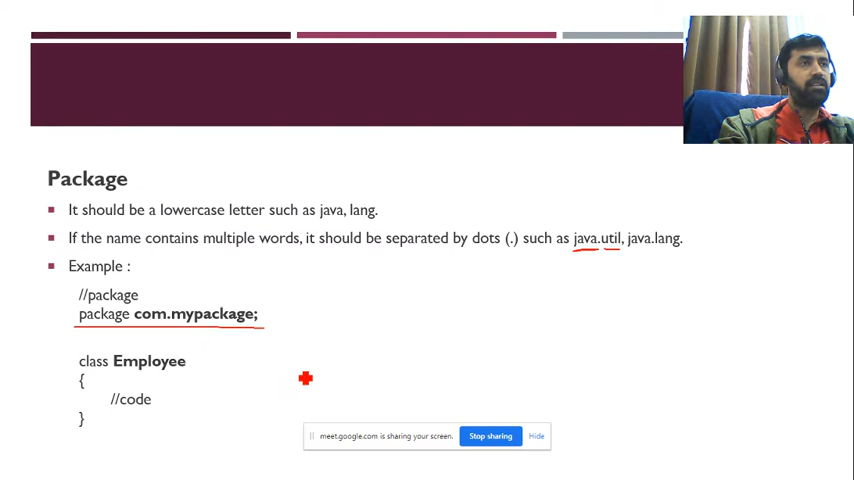 Package
It should be a lowercase letter such as java, lang.
If the name contains multiple words, it should be separated by dots (.) such as java.util, java.lang.
Example :
//package
package com.mypackage;
class Employee
{
//code
}
meet.google.com is sharing your screen.
Stop sharing
Hide